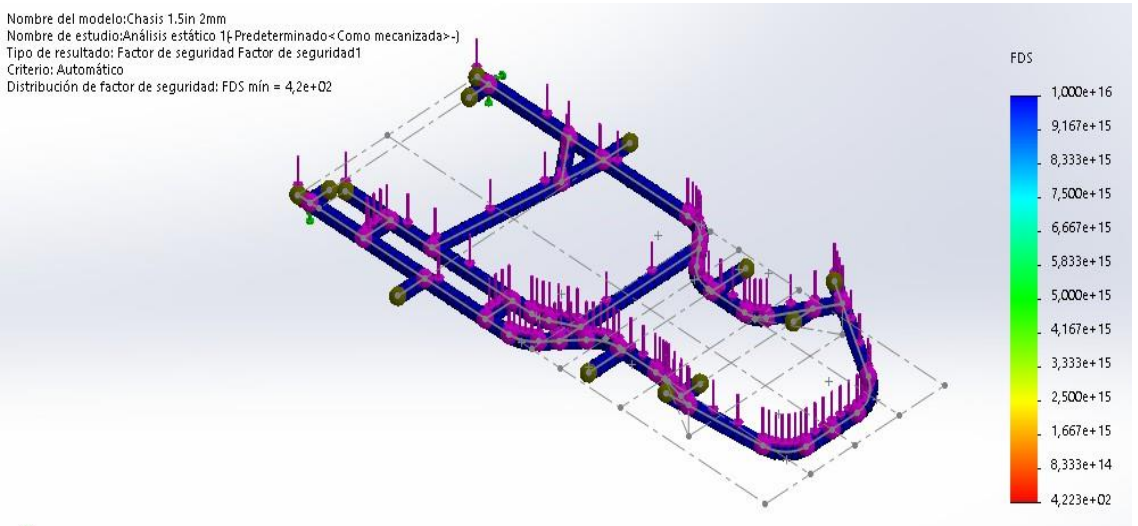 Nombre del modelo:Chasis 1.5in 2mm
Nombre de estudio:Análisis estático 1(-Predeterminado<Como mecanizada>-)
Tipo de resultado: Factor de seguridad Factor de seguridad1
Criterio: Automático
Distribución de factor de seguridad: FDS mín = 4,2e+02
FDS
1,000e+16
9,167e+15
8,333e+15
7,500e+15
6,667e+15
5,833e+15
5,000e+15
4,167e+15
3,333e+15
2,500e+15
1,667e+15
8,333e+14
4,223e+02